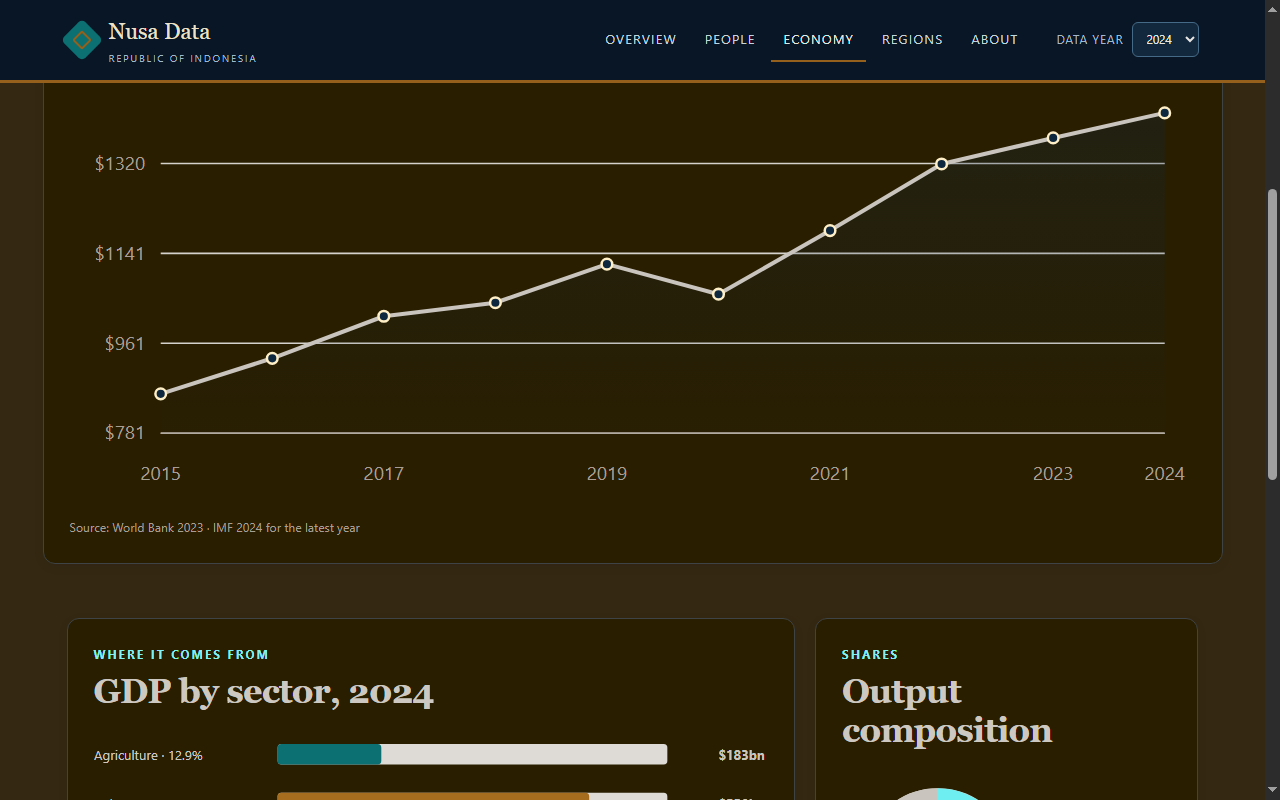 Nusa Data
REPUBLIC OF INDONESIA
OVERVIEW PEOPLE ECONOMY REGIONS ABOUT DATA YEAR 2024
$1320
$1141
$961
$781
2015 2017 2019 2021 2023 2024
Source: World Bank 2023 · IMF 2024 for the latest year
WHERE IT COMES FROM
GDP by sector, 2024
Agriculture · 12.9% $183bn
SHARES
Output
composition